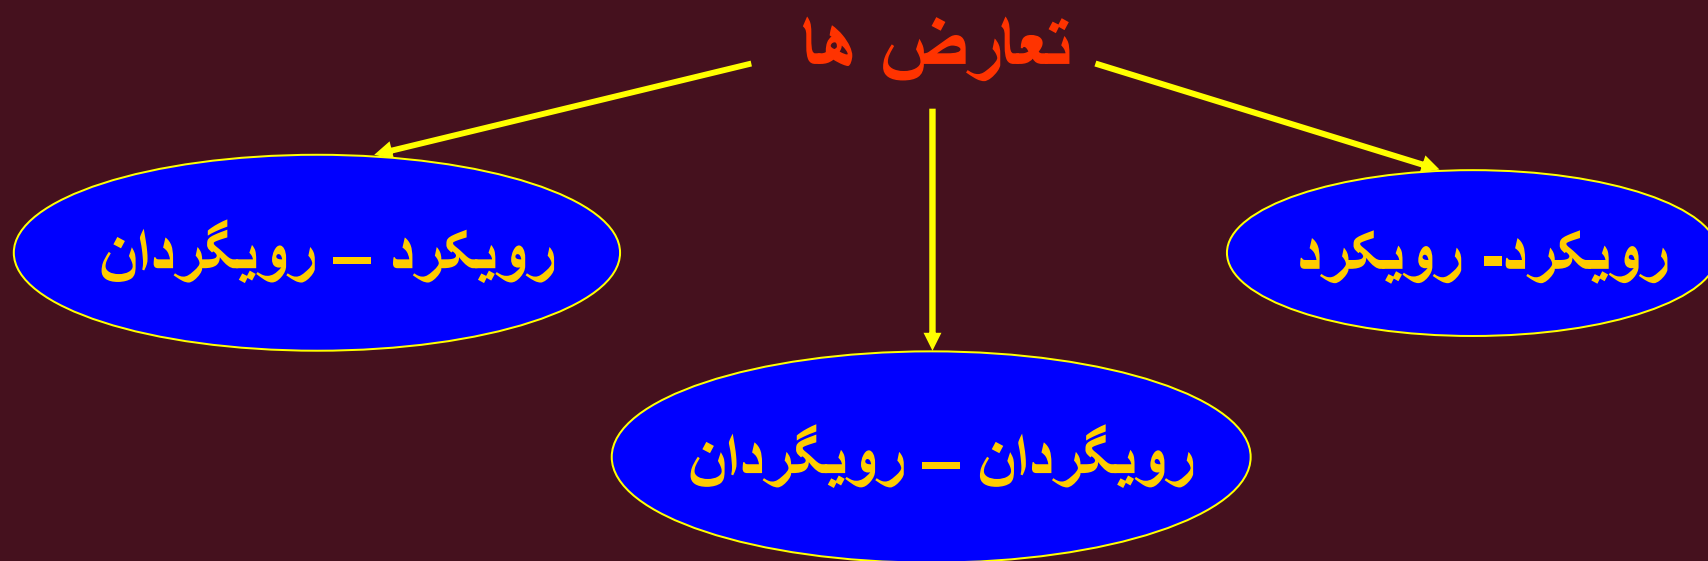 تعارض ها
رویکرد- رویکرد
رویکرد – رویگردان
رویگردان – رویگردان